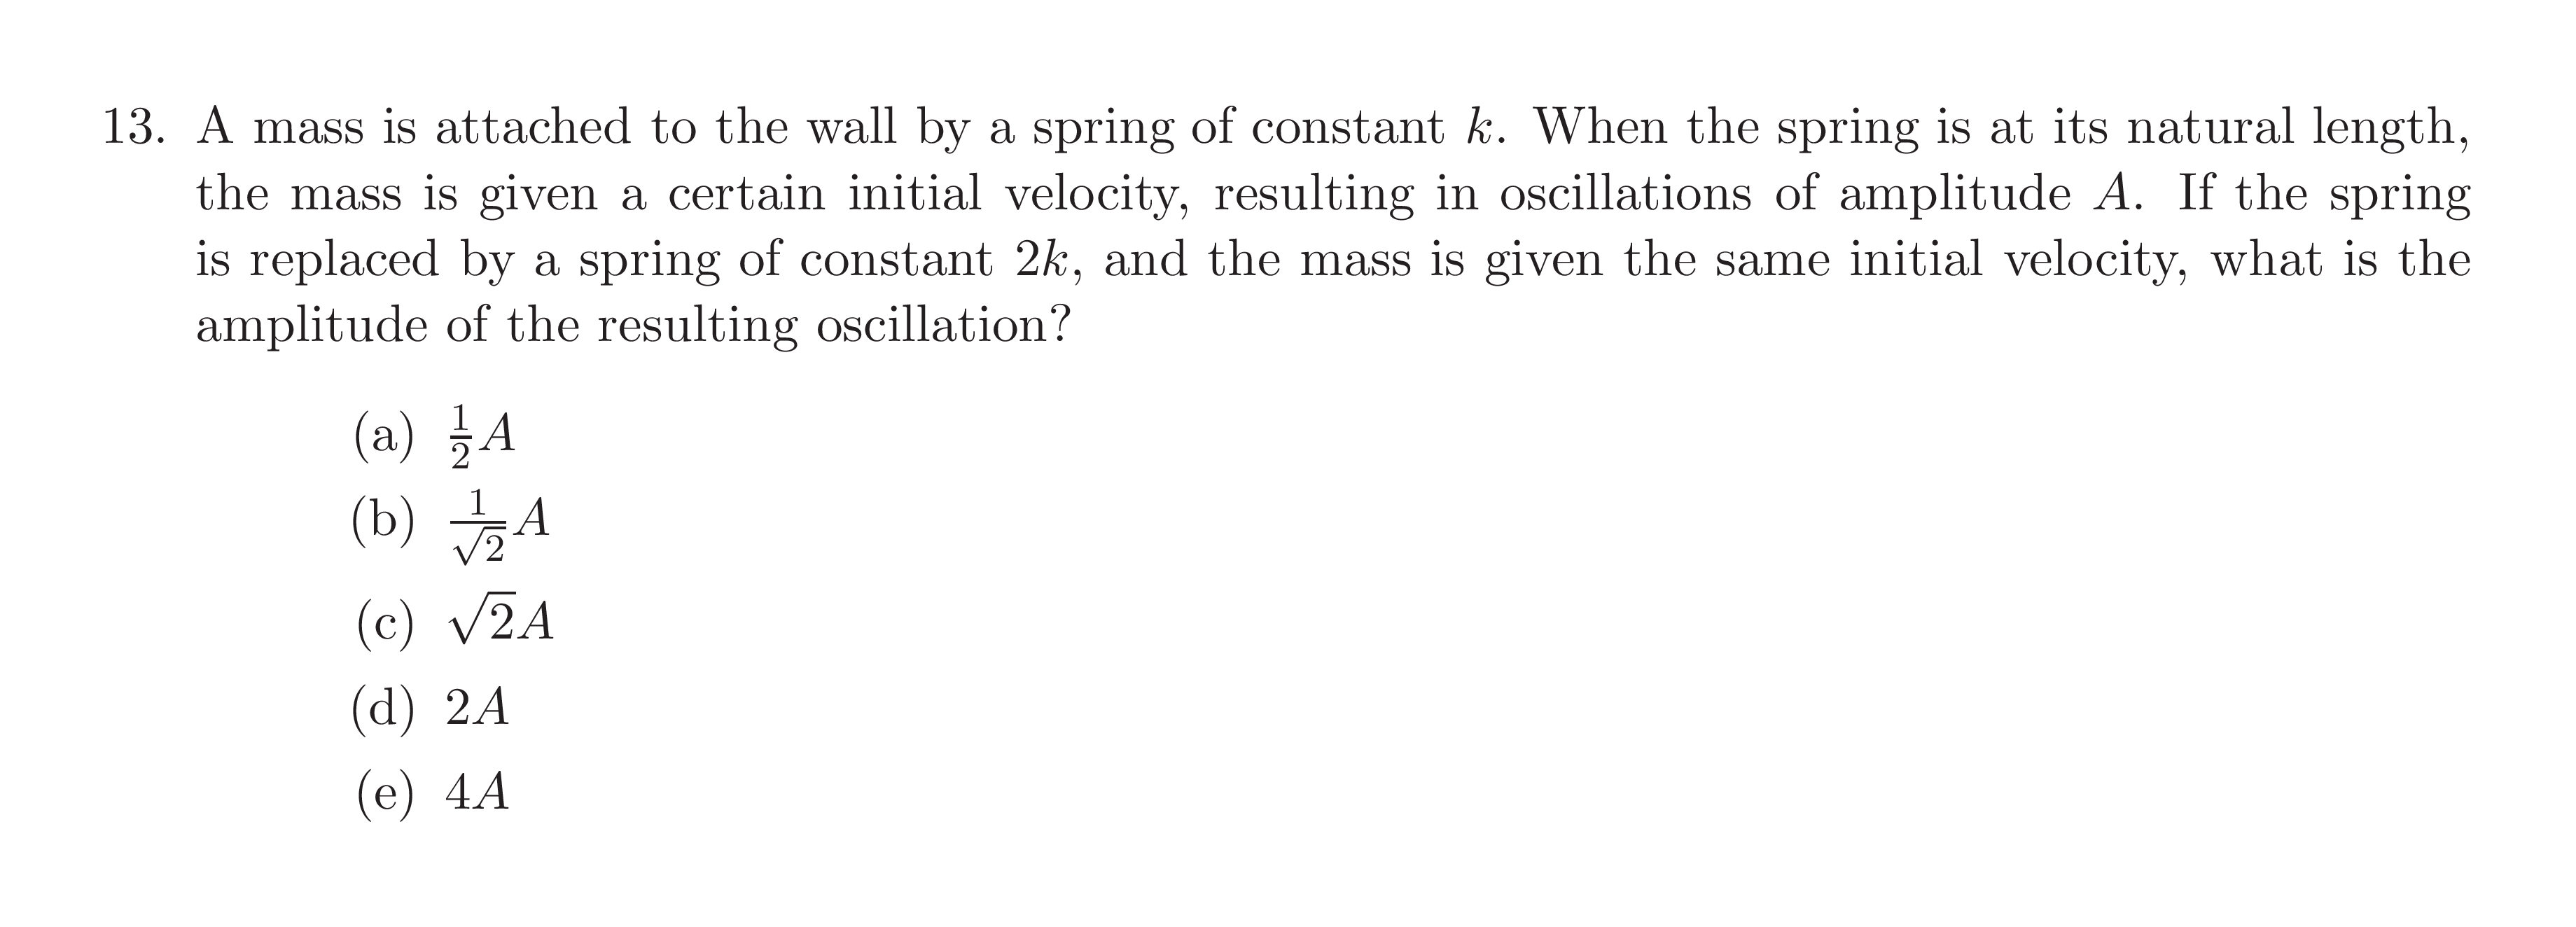 13. A mass is attached to the wall by a spring of constant k. When the spring is at its natural length,
the mass is given a certain initial velocity, resulting in oscillations of amplitude A. If the spring
is replaced by a spring of constant 2k, and the mass is given the same initial velocity, what is the
amplitude of the resulting oscillation?
(a) $\frac{1}{2}A$
(b) $\frac{1}{\sqrt{2}}A$
(c) $\sqrt{2}A$
(d) 2A
(e) 4A